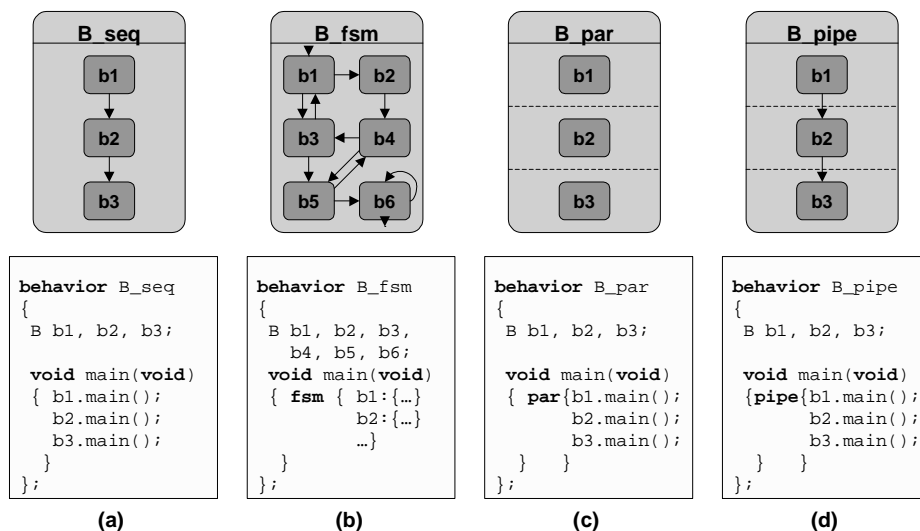 B_seq
b1
b2
b3
B_fsm
b1 b2
b3 b4
b5 b6
B_par
b1
b2
b3
B_pipe
b1
b2
b3
behavior B_seq
{
B b1, b2, b3;
void main(void)
{ b1.main();
b2.main();
b3.main();
}
};
behavior B_fsm
{
B b1, b2, b3,
b4, b5, b6;
void main(void)
{ fsm { b1:{…}
b2:{…}
…}
}
};
behavior B_par
{
B b1, b2, b3;
void main(void)
{ par{b1.main();
b2.main();
b3.main();
} }
};
behavior B_pipe
{
B b1, b2, b3;
void main(void)
{pipe{b1.main();
b2.main();
b3.main();
} }
};
(a)
(b)
(c)
(d)